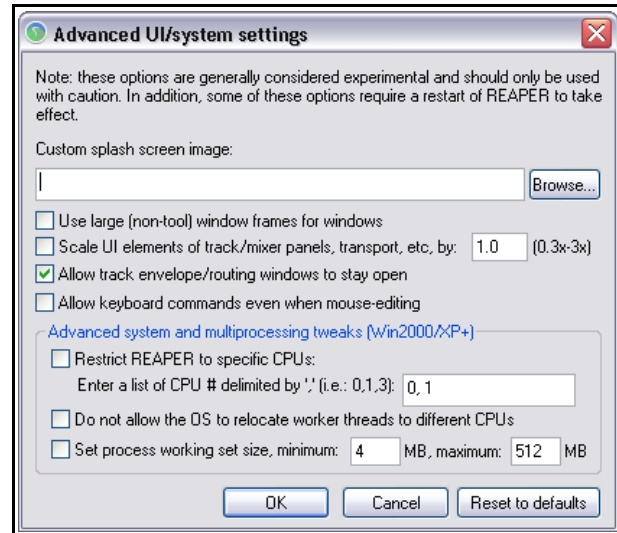 Advanced UI/system settings
Note: these options are generally considered experimental and should only be used
with caution. In addition, some of these options require a restart of REAPER to take
effect.
Custom splash screen image:
Browse...
Use large (non-tool) window frames for windows
Scale UI elements of track/mixer panels, transport, etc, by: 1.0 (0.3x-3x)
Allow track envelope/routing windows to stay open
Allow keyboard commands even when mouse-editing
Advanced system and multiprocessing tweaks (Win2000/XP+)
Restrict REAPER to specific CPUs:
Enter a list of CPU # delimited by ',' (i.e.: 0,1,3): 0, 1
Do not allow the OS to relocate worker threads to different CPUs
Set process working set size, minimum: 4 MB, maximum: 512 MB
OK Cancel Reset to defaults